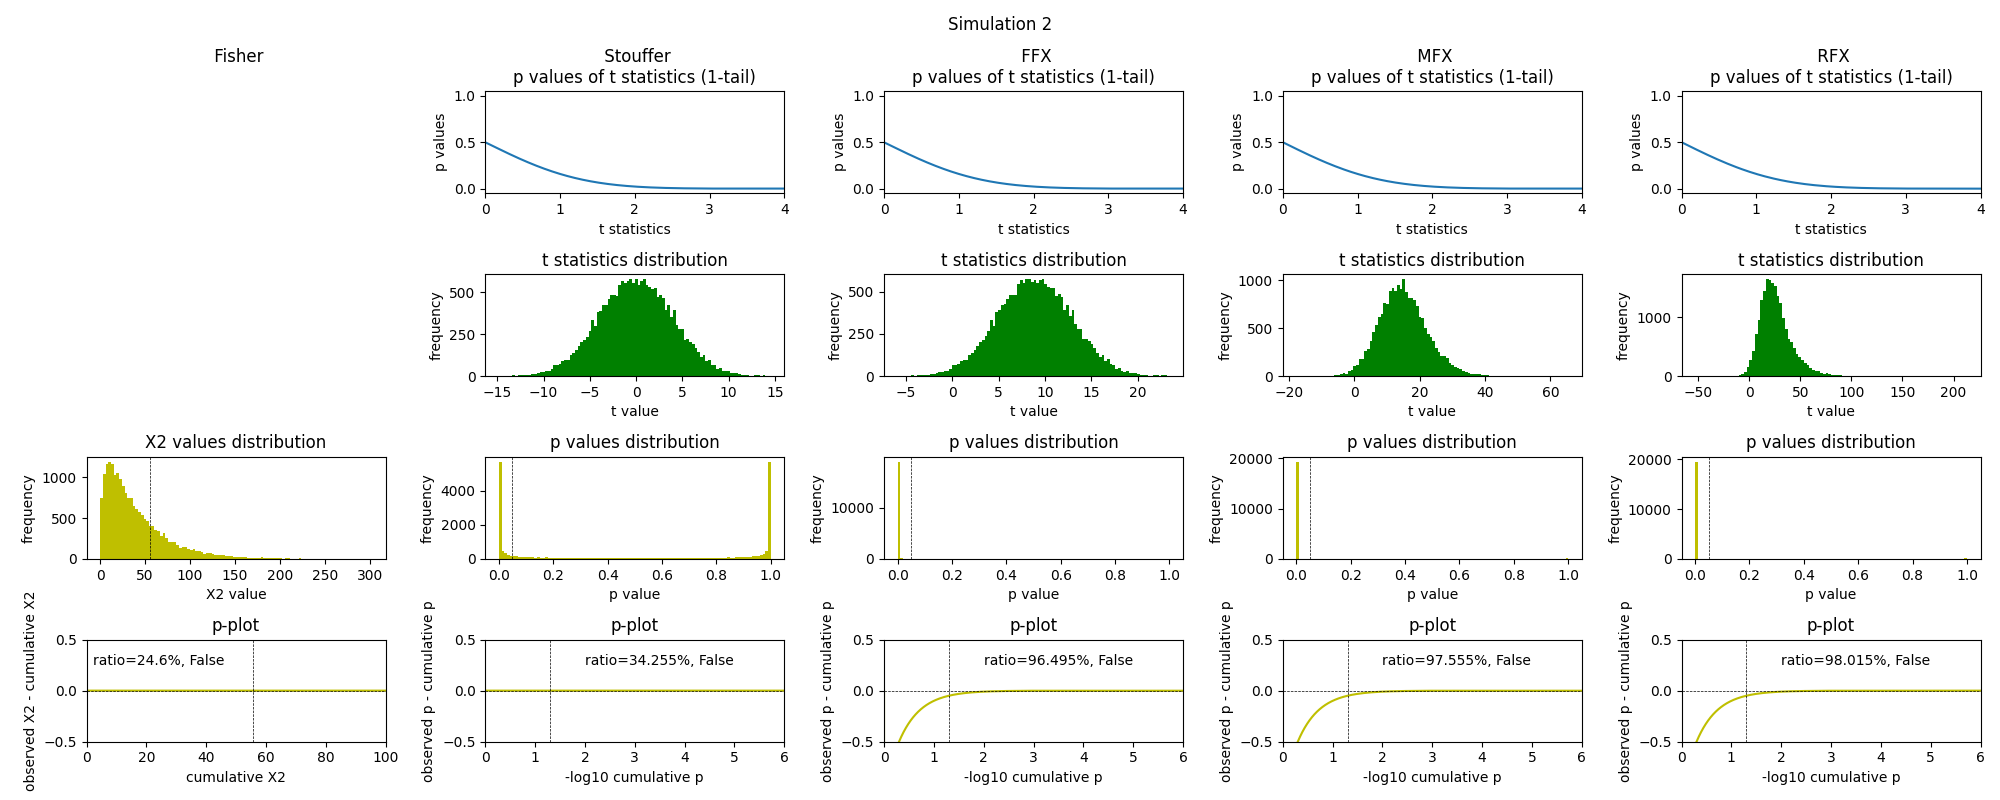 Simulation 2
Fisher
Stouffer
p values of t statistics (1-tail)
FFX
p values of t statistics (1-tail)
MFX
p values of t statistics (1-tail)
RFX
p values of t statistics (1-tail)
p values
1.0
0.5
0.0
0 1 2 3 4
t statistics
p values
1.0
0.5
0.0
0 1 2 3 4
t statistics
p values
1.0
0.5
0.0
0 1 2 3 4
t statistics
p values
1.0
0.5
0.0
0 1 2 3 4
t statistics
t statistics distribution
frequency
500
250
0
−15 −10 −5 0 5 10 15
t value
t statistics distribution
frequency
500
250
0
−5 0 5 10 15 20
t value
t statistics distribution
frequency
1000
500
0
−20 0 20 40 60
t value
t statistics distribution
frequency
1000
0
−50 0 50 100 150 200
t value
X2 values distribution
frequency
1000
500
0
0 50 100 150 200 250 300
X2 value
p values distribution
frequency
4000
2000
0
0.0 0.2 0.4 0.6 0.8 1.0
p value
p values distribution
frequency
10000
0
0.0 0.2 0.4 0.6 0.8 1.0
p value
p values distribution
frequency
20000
10000
0
0.0 0.2 0.4 0.6 0.8 1.0
p value
p values distribution
frequency
20000
10000
0
0.0 0.2 0.4 0.6 0.8 1.0
p value
p-plot
observed X2 - cumulative X2
0.5
0.0
−0.5
ratio=24.6%, False
0 20 40 60 80 100
cumulative X2
p-plot
observed p - cumulative p
0.5
0.0
−0.5
ratio=34.255%, False
0 1 2 3 4 5 6
-log10 cumulative p
p-plot
observed p - cumulative p
0.5
0.0
−0.5
ratio=96.495%, False
0 1 2 3 4 5 6
-log10 cumulative p
p-plot
observed p - cumulative p
0.5
0.0
−0.5
ratio=97.555%, False
0 1 2 3 4 5 6
-log10 cumulative p
p-plot
observed p - cumulative p
0.5
0.0
−0.5
ratio=98.015%, False
0 1 2 3 4 5 6
-log10 cumulative p